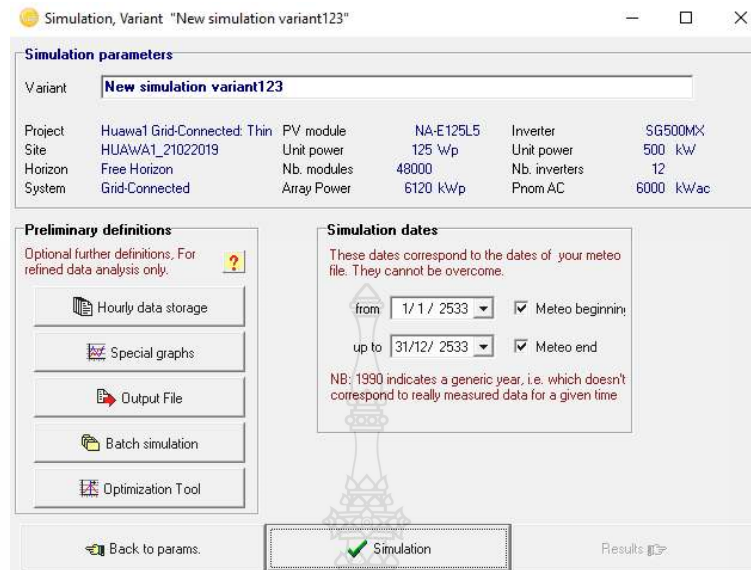 Simulation, Variant "New simulation variant123"
Simulation parameters
Variant New simulation variant123
Project Huawa1 Grid-Connected: Thin PV module NA-E125L5 Inverter SG500MX
Site HUAWA1_21022019 Unit power 125 Wp Unit power 500 kW
Horizon Free Horizon Nb. modules 48000 Nb. inverters 12
System Grid-Connected Array Power 6120 kWp Pnom AC 6000 kWac
Preliminary definitions
Optional further definitions, For
refined data analysis only.
?
Hourly data storage
Special graphs
Output File
Batch simulation
Optimization Tool
Simulation dates
These dates correspond to the dates of your meteo
file. They cannot be overcome.
from 1/ 1 / 2533 Meteo beginnin
up to 31/12/ 2533 Meteo end
NB: 1990 indicates a generic year, i.e. which doesn't
correspond to really measured data for a given time
Back to params. Simulation Results